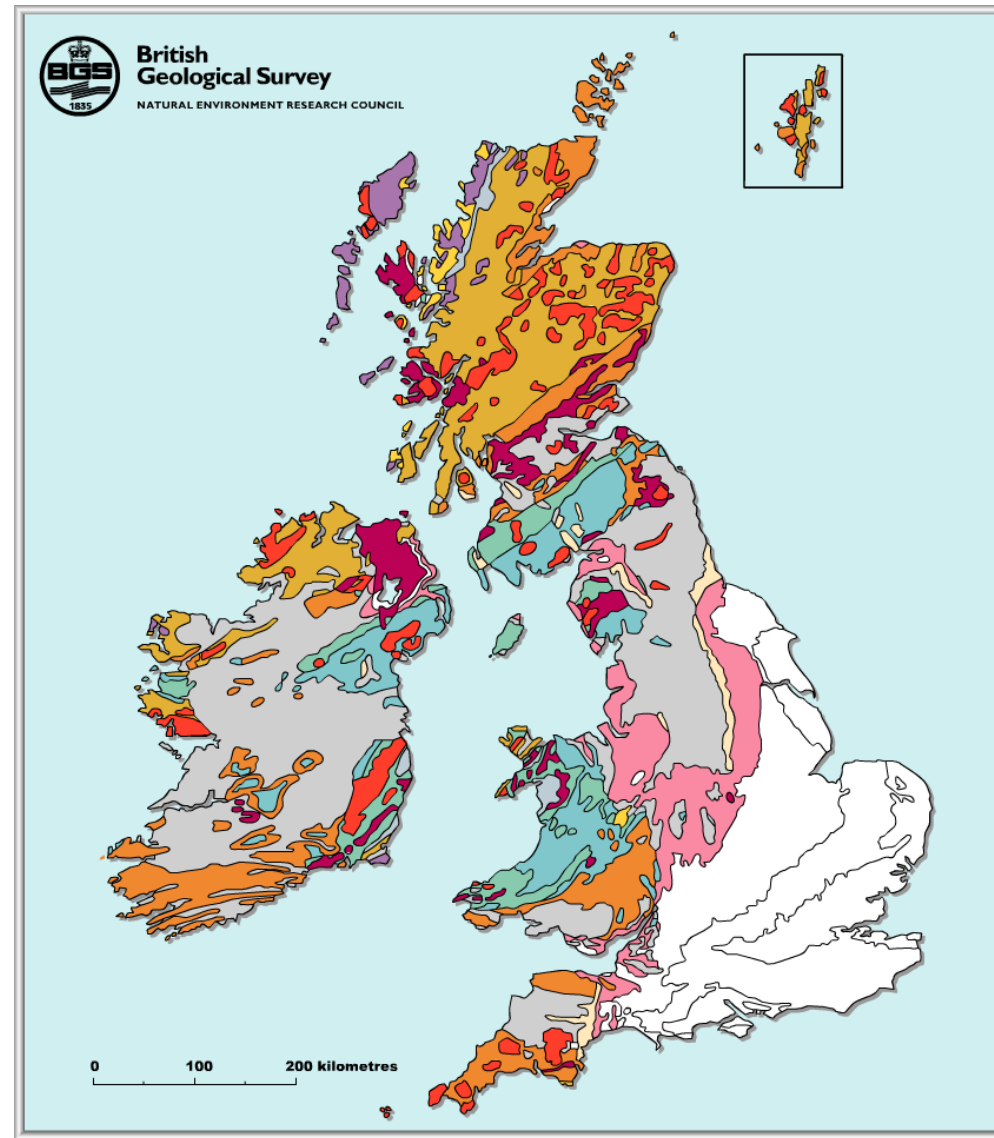 British
Geological Survey
NATURAL ENVIRONMENT RESEARCH COUNCIL
BGS
1835
0 100 200 kilometres